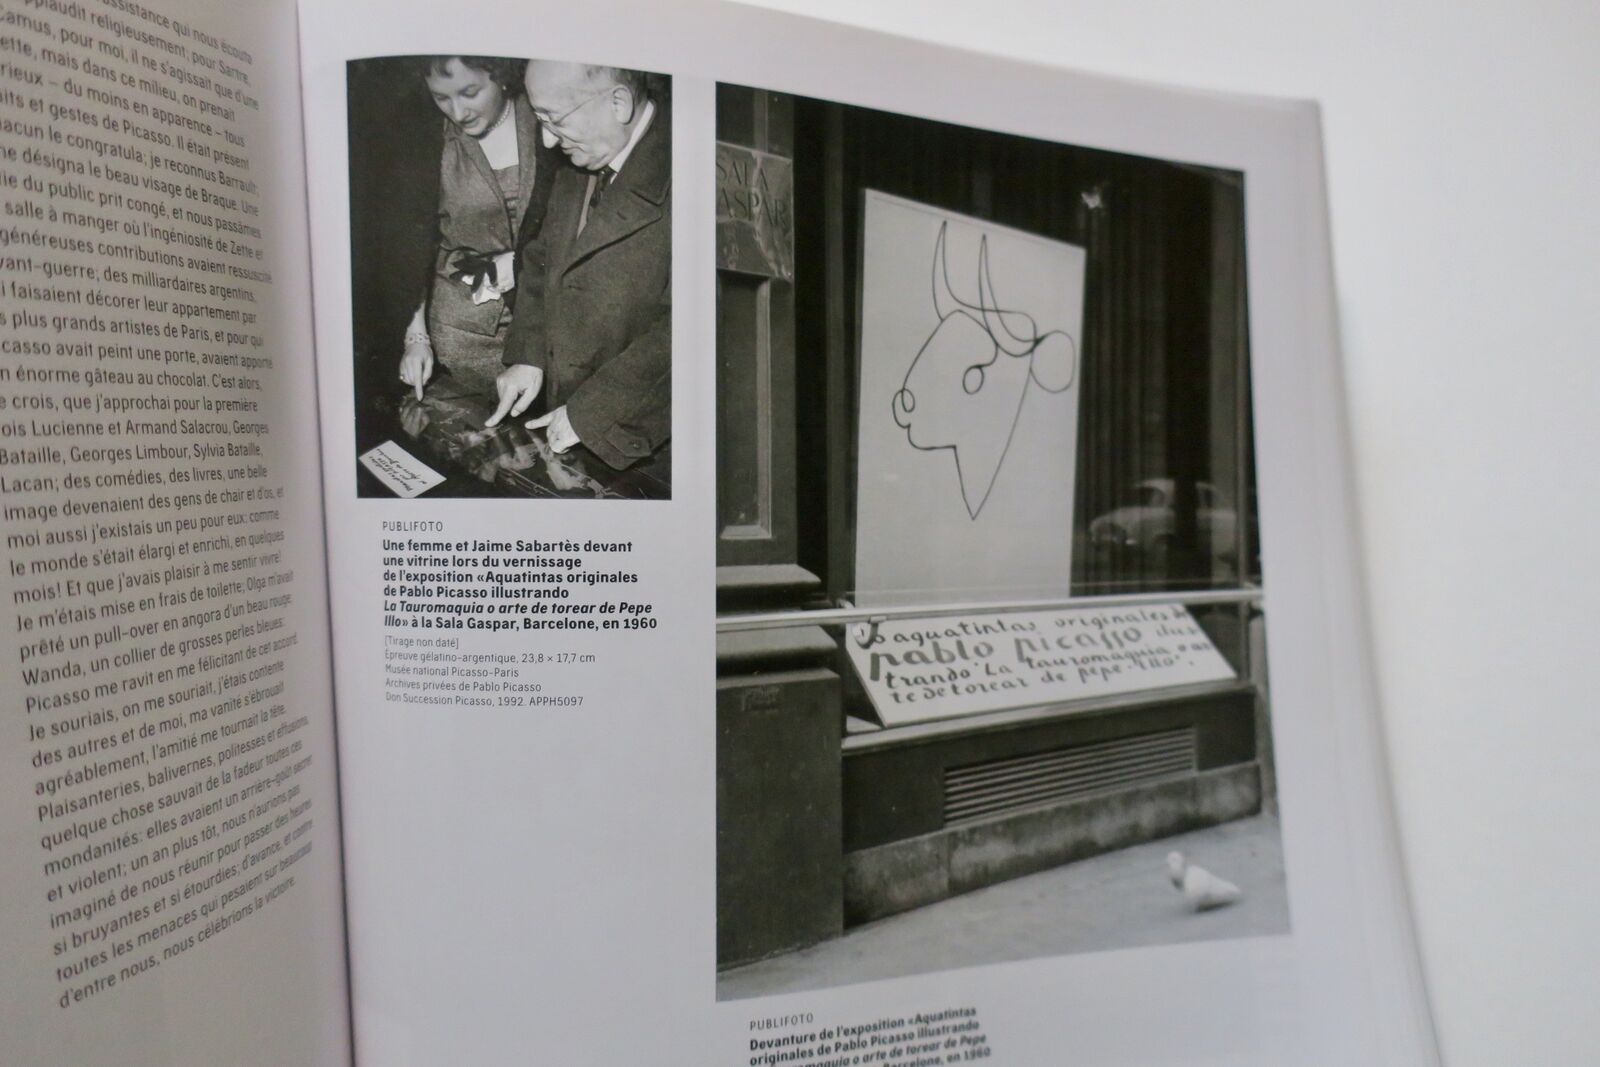 assistance qui nous écouta
applaudit religieusement; pour Sartre,
Camus, pour moi, il ne s'agissait que d'une
mais dans ce milieu, on prenait
– du moins en apparence – tous
et gestes de Picasso. Il était présent
le congratula; je reconnus Barrault;
désigna le beau visage de Braque. Une
du public prit congé, et nous passâmes
salle à manger où l'ingéniosité de Zette et
généreuses contributions avaient ressuscité
avant-guerre; des milliardaires argentins,
faisaient décorer leur appartement par
plus grands artistes de Paris, et pour qui
Picasso avait peint une porte, avaient apporté
énorme gâteau au chocolat. C'est alors,
crois, que j'approchai pour la première
Lucienne et Armand Salacrou, Georges
Bataille, Georges Limbour, Sylvia Bataille,
Lacan; des comédies, des livres, une belle
image devenaient des gens de chair et d'os, et
moi aussi j'existais un peu pour eux: comme
le monde s'était élargi et enrichi, en quelques
mois! Et que j'avais plaisir à me sentir vivre!
Je m'étais mise en frais de toilette; Olga m'avait
prêté un pull-over en angora d'un beau rouge;
Wanda, un collier de grosses perles bleues:
Picasso me ravit en me félicitant de cet accord.
Je souriais, on me souriait, j'étais contente
des autres et de moi, ma vanité s'ébrouait
agréablement, l'amitié me tournait la tête.
Plaisanteries, balivernes, politesses et effusions,
quelque chose sauvait de la fadeur toutes ces
mondanités: elles avaient un arrière-goût secret
et violent; un an plus tôt, nous n'aurions pas
imaginé de nous réunir pour passer des heures
si bruyantes et si étourdies; d'avance, et contre
toutes les menaces qui pesaient sur beaucoup
d'entre nous, nous célébrions la victoire.
PUBLIFOTO
Une femme et Jaime Sabartès devant
une vitrine lors du vernissage
de l'exposition «Aquatintas originales
de Pablo Picasso illustrando
La Tauromaquia o arte de torear de Pepe
Illo» à la Sala Gaspar, Barcelone, en 1960
[Tirage non daté]
Épreuve gélatino-argentique, 23,8 × 17,7 cm
Musée national Picasso-Paris
Archives privées de Pablo Picasso
Don Succession Picasso, 1992. APPH5097
SALA
GASPAR
aquatintas originales de
pablo picasso ilus-
trando 'La tauromaquia o ar-
te de torear de pepe-illo'.
PUBLIFOTO
Devanture de l'exposition «Aquatintas
originales de Pablo Picasso illustrando
Tauromaquia o arte de torear de Pepe
Barcelone, en 1960